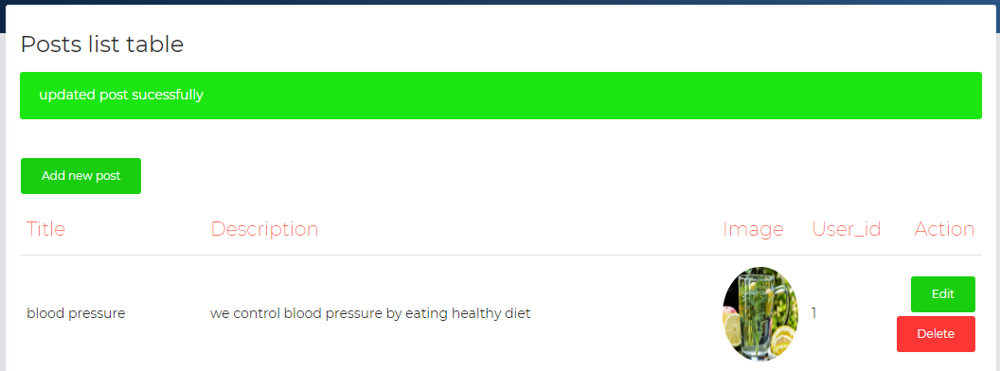 Posts list table
updated post sucessfully
Add new post
Title Description Image User_id Action
blood pressure we control blood pressure by eating healthy diet 1 Edit
Delete